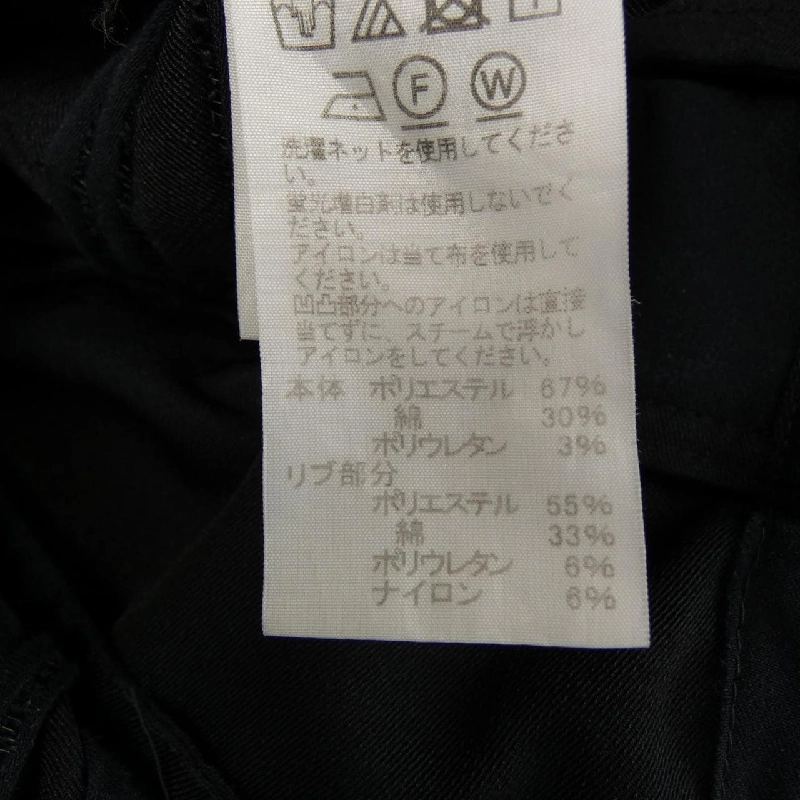 F W
洗濯ネットを使用してくださ
い。
蛍光増白剤は使用しないでく
ださい。
アイロンは当て布を使用して
ください。
凹凸部分へのアイロンは直接
当てずに、スチームで浮かし
アイロンをしてください。
本体 ポリエステル 67%
綿 30%
ポリウレタン 3%
リブ部分
ポリエステル 55%
綿 33%
ポリウレタン 6%
ナイロン 6%